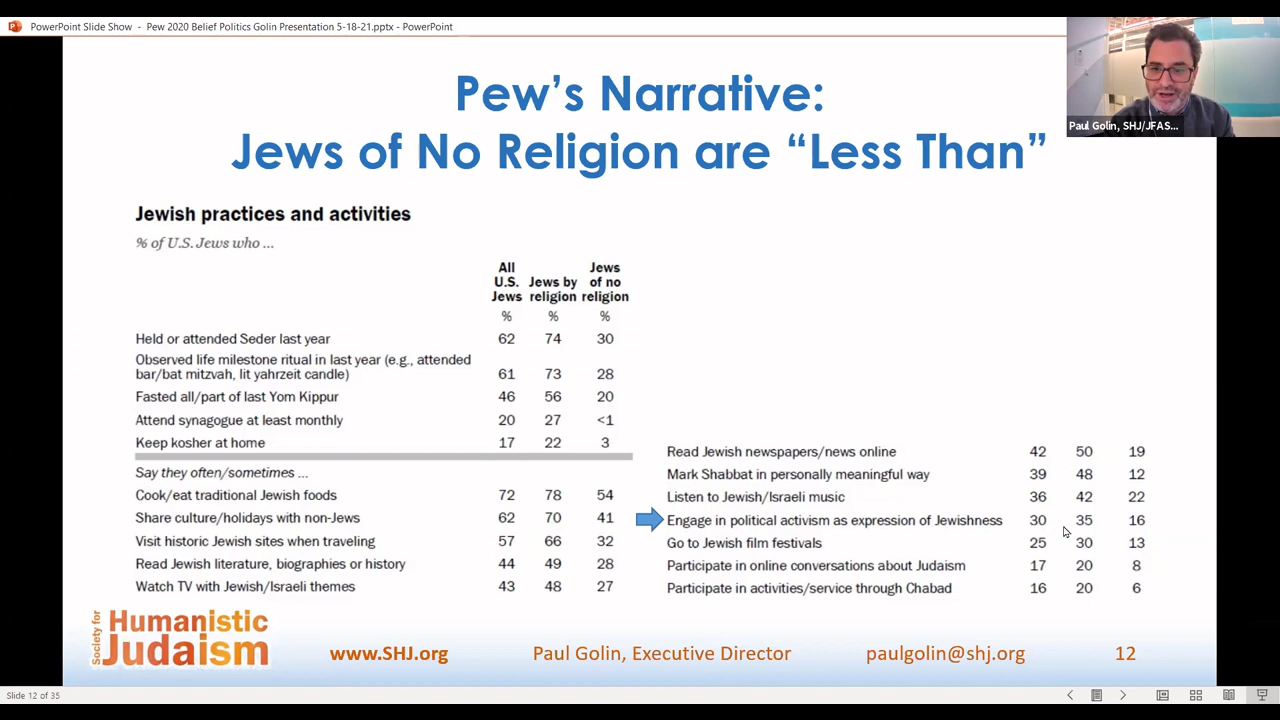 PowerPoint Slide Show - Pew 2020 Belief Politics Golin Presentation 5-18-21.pptx - PowerPoint
Paul Golin, SHJ/JFAS...
Pew's Narrative:
Jews of No Religion are “Less Than”
Jewish practices and activities
% of U.S. Jews who ...
All
U.S.
Jews
Jews by
religion
Jews
of no
religion
% % %
Held or attended Seder last year 62 74 30
Observed life milestone ritual in last year (e.g., attended
bar/bat mitzvah, lit yahrzeit candle) 61 73 28
Fasted all/part of last Yom Kippur 46 56 20
Attend synagogue at least monthly 20 27 <1
Keep kosher at home 17 22 3
Say they often/sometimes ...
Cook/eat traditional Jewish foods 72 78 54
Share culture/holidays with non-Jews 62 70 41
Visit historic Jewish sites when traveling 57 66 32
Read Jewish literature, biographies or history 44 49 28
Watch TV with Jewish/Israeli themes 43 48 27
Read Jewish newspapers/news online 42 50 19
Mark Shabbat in personally meaningful way 39 48 12
Listen to Jewish/Israeli music 36 42 22
Engage in political activism as expression of Jewishness 30 35 16
Go to Jewish film festivals 25 30 13
Participate in online conversations about Judaism 17 20 8
Participate in activities/service through Chabad 16 20 6
Society for
Humanistic
Judaism
www.SHJ.org Paul Golin, Executive Director paulgolin@shj.org 12
Slide 12 of 35